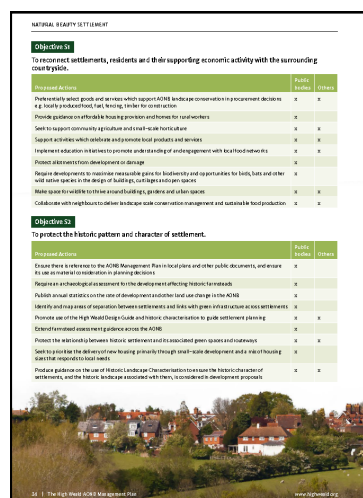 NATURAL BEAUTY SETTLEMENT
Objective S1
To reconnect settlements, residents and their supporting economic activity with the surrounding
countryside.
Proposed Actions
Public
bodies
Others
Preferentially select goods and services which support AONB landscape conservation in procurement decisions
e.g. locally produced food, fuel, fencing, timber for construction
x x
Provide guidance on affordable housing provision and homes for rural workers
x
Seek to support community agriculture and small-scale horticulture
x x
Support activities which celebrate and promote local products and services
x x
Implement education initiatives to promote understanding of and engagement with local food networks
x x
Protect allotments from development or damage
x
Require developments to maximise measurable gains for biodiversity and opportunities for birds, bats and other
wild native species in the design of buildings, curtilages and open spaces
x
Make space for wildlife to thrive around buildings, gardens and urban spaces
x x
Collaborate with neighbours to deliver landscape scale conservation management and sustainable food production
x x
Objective S2
To protect the historic pattern and character of settlement.
Proposed Actions
Public
bodies
Others
Ensure there is reference to the AONB Management Plan in local plans and other public documents, and ensure
its use as material consideration in planning decisions
x
Require an archaeological assessment for the development affecting historic farmsteads
x
Publish annual statistics on the rate of development and other land use change in the AONB
x
Identify and map areas of separation between settlements and links with green infrastructure across settlements
x
Promote use of the High Weald Design Guide and historic characterisation to guide settlement planning
x x
Extend farmstead assessment guidance across the AONB
x
Protect the relationship between historic settlement and its associated green spaces and routeways
x x
Seek to prioritise the delivery of new housing primarily through small-scale development and a mix of housing
sizes that responds to local needs
x
Produce guidance on the use of Historic Landscape Characterisation to ensure the historic character of
settlements, and the historic landscape associated with them, is considered in development proposals
x x
34 | The High Weald AONB Management Plan
www.highweald.org